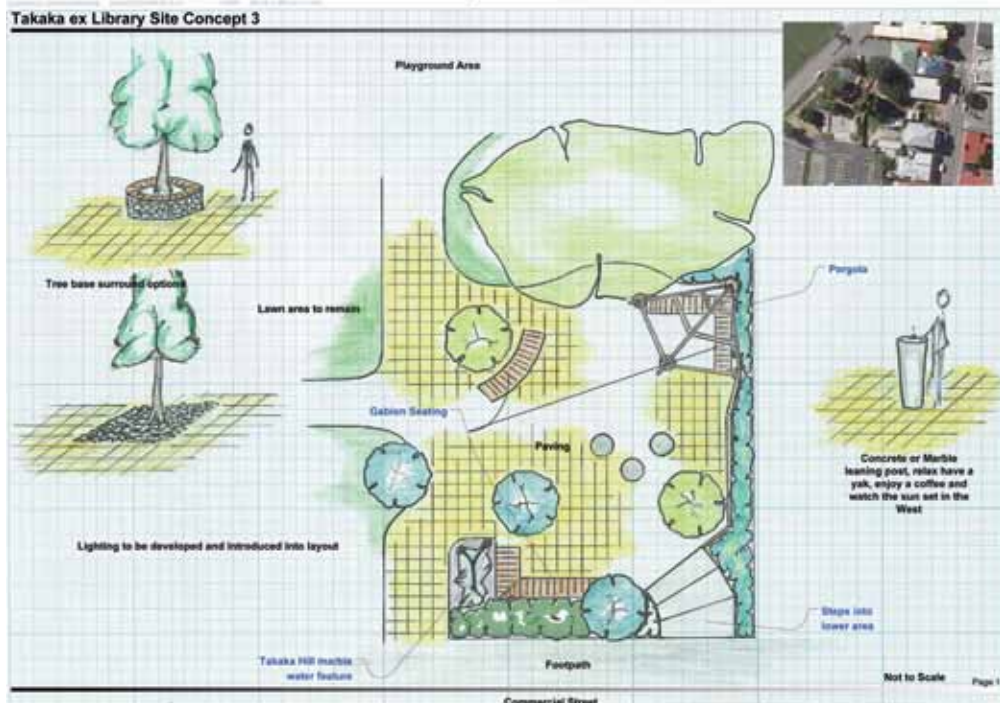 Takaka ex Library Site Concept 3
Playground Area
Tree base surround options
Lawn area to remain
Pergola
Gabion Seating
Paving
Concrete or Marble
leaning post, relax have a
yak, enjoy a coffee and
watch the sun set in the
West
Lighting to be developed and introduced into layout
Steps into
lower area
Takaka Hill marble
water feature
Footpath
Not to Scale
Page 1
Commercial Street